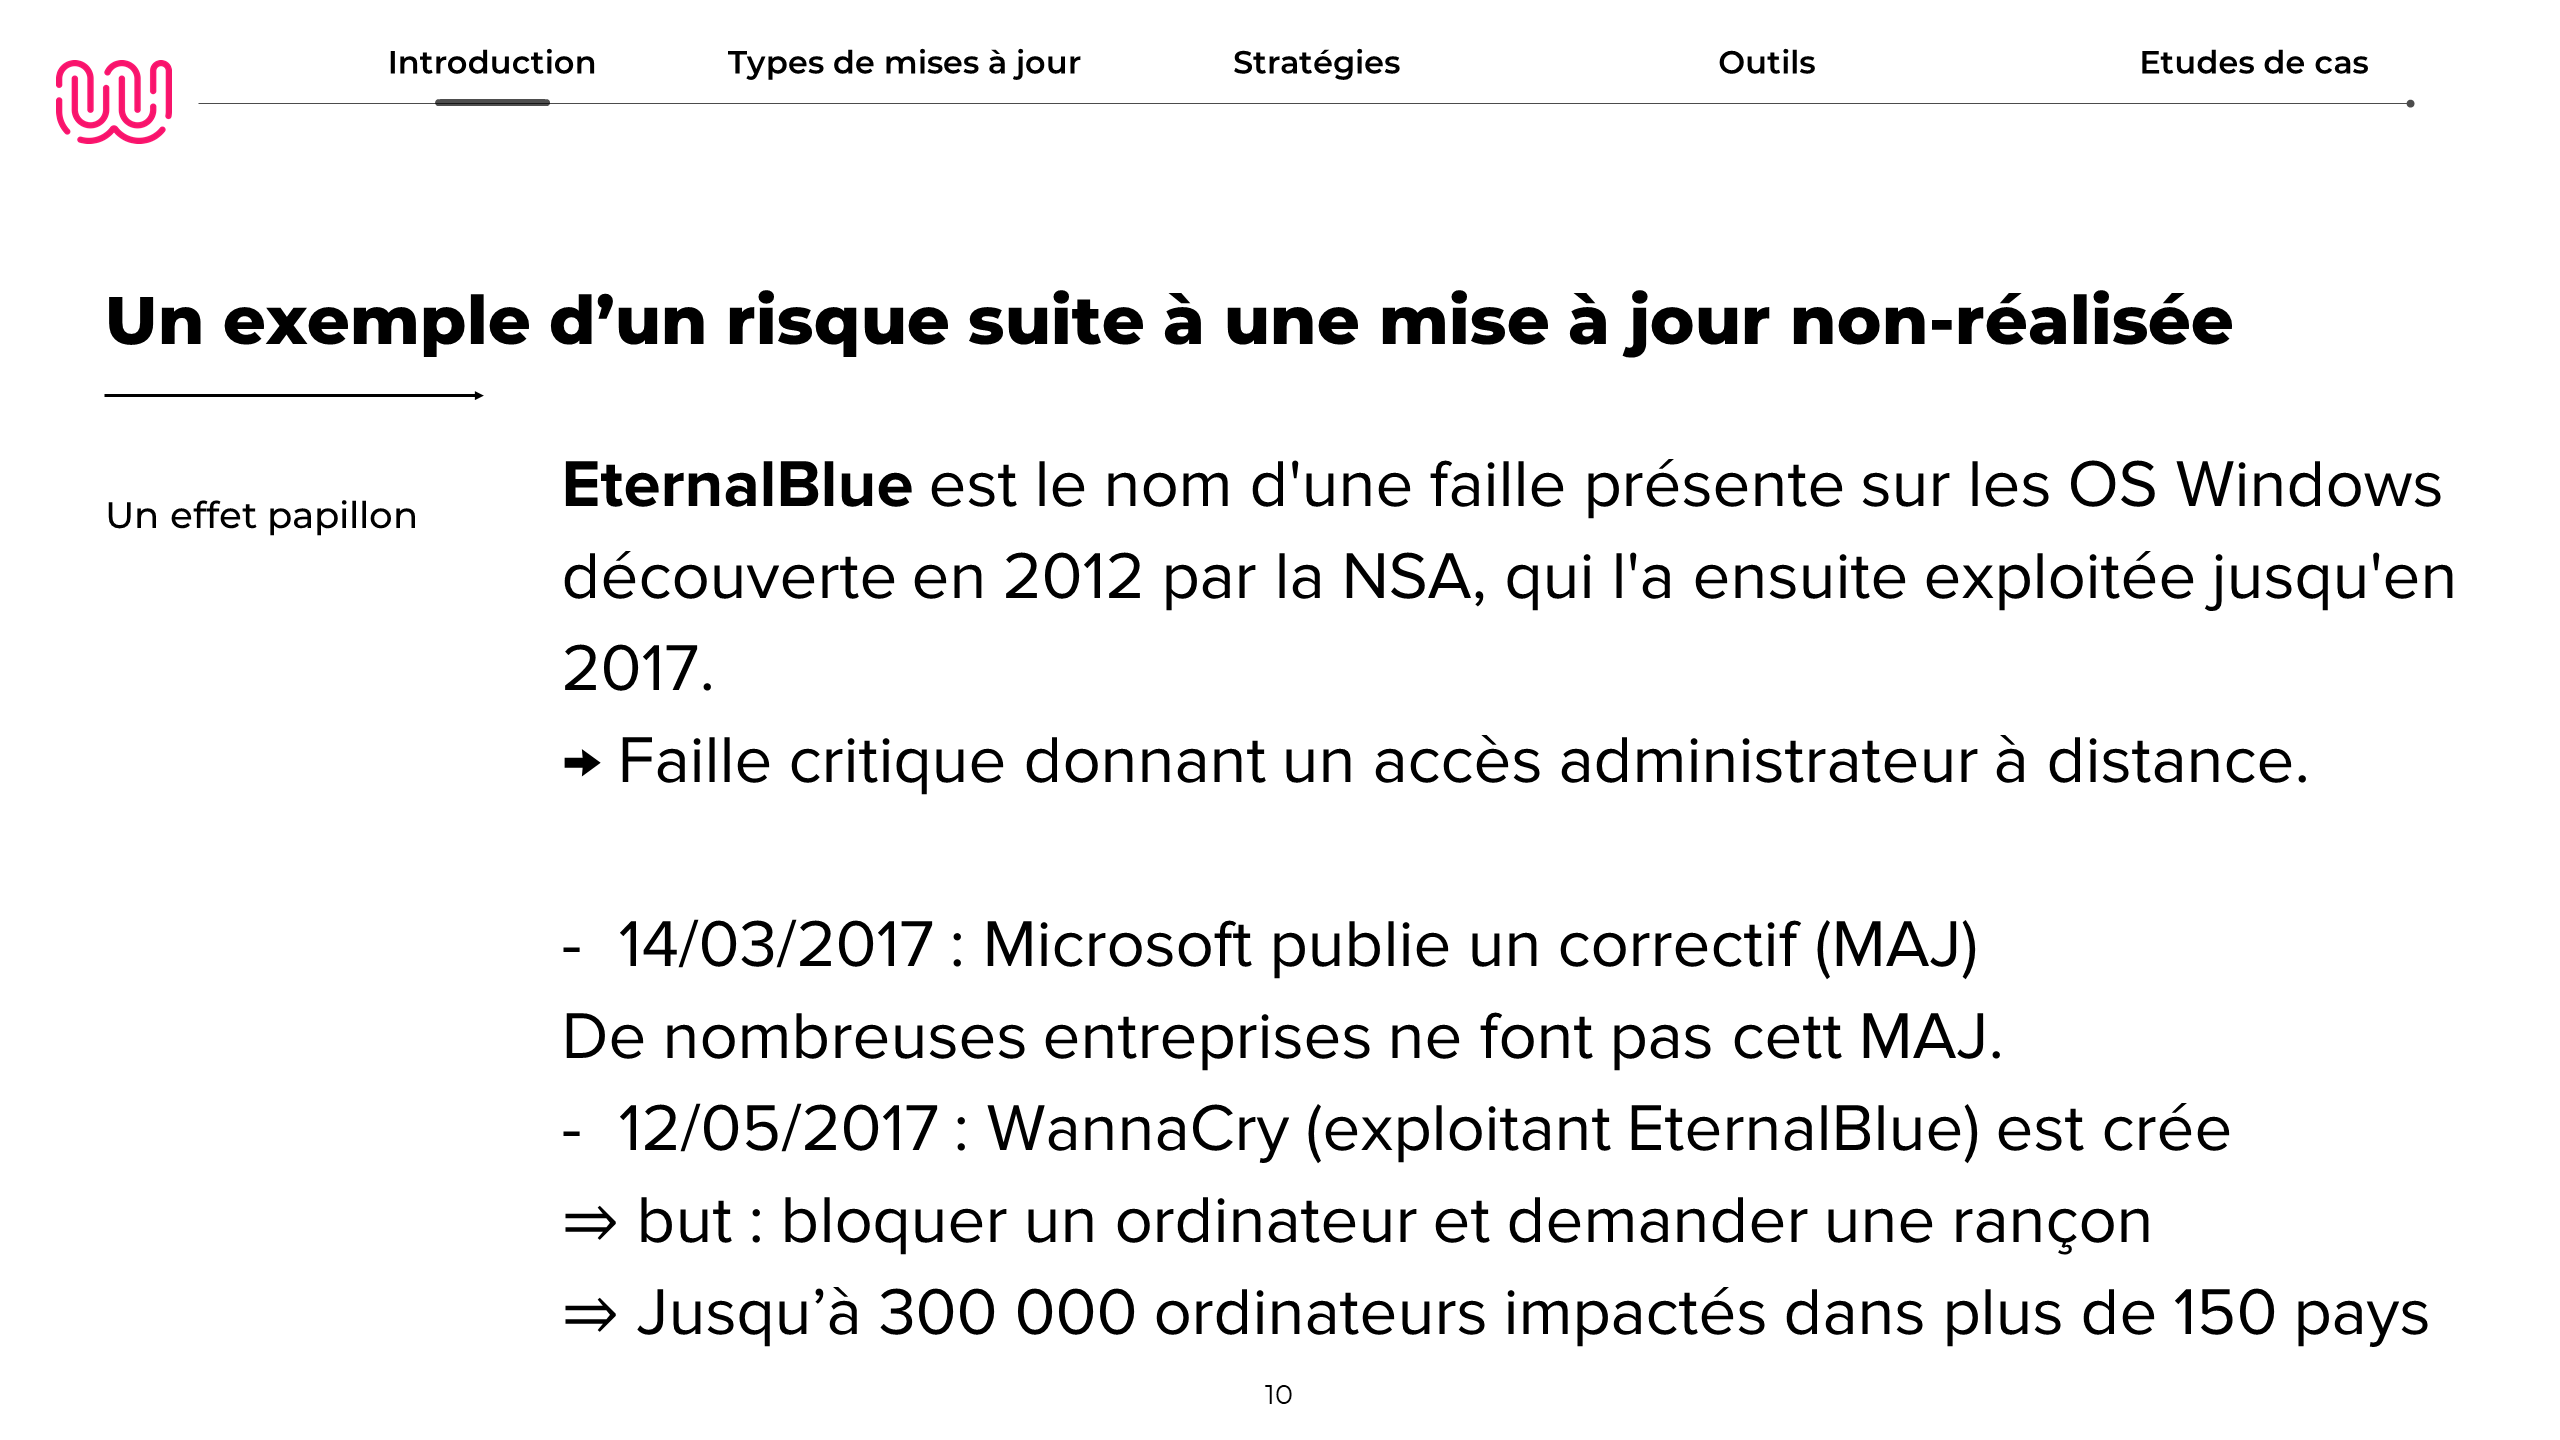 Introduction
Types de mises à jour
Stratégies
Outils
Etudes de cas
Un exemple d’un risque suite à une mise à jour non-réalisée
Un effet papillon
EternalBlue est le nom d'une faille présente sur les OS Windows
découverte en 2012 par la NSA, qui l'a ensuite exploitée jusqu'en
2017.
➜ Faille critique donnant un accès administrateur à distance.
- 14/03/2017 : Microsoft publie un correctif (MAJ)
De nombreuses entreprises ne font pas cett MAJ.
- 12/05/2017 : WannaCry (exploitant EternalBlue) est crée
⇒ but : bloquer un ordinateur et demander une rançon
⇒ Jusqu’à 300 000 ordinateurs impactés dans plus de 150 pays
10